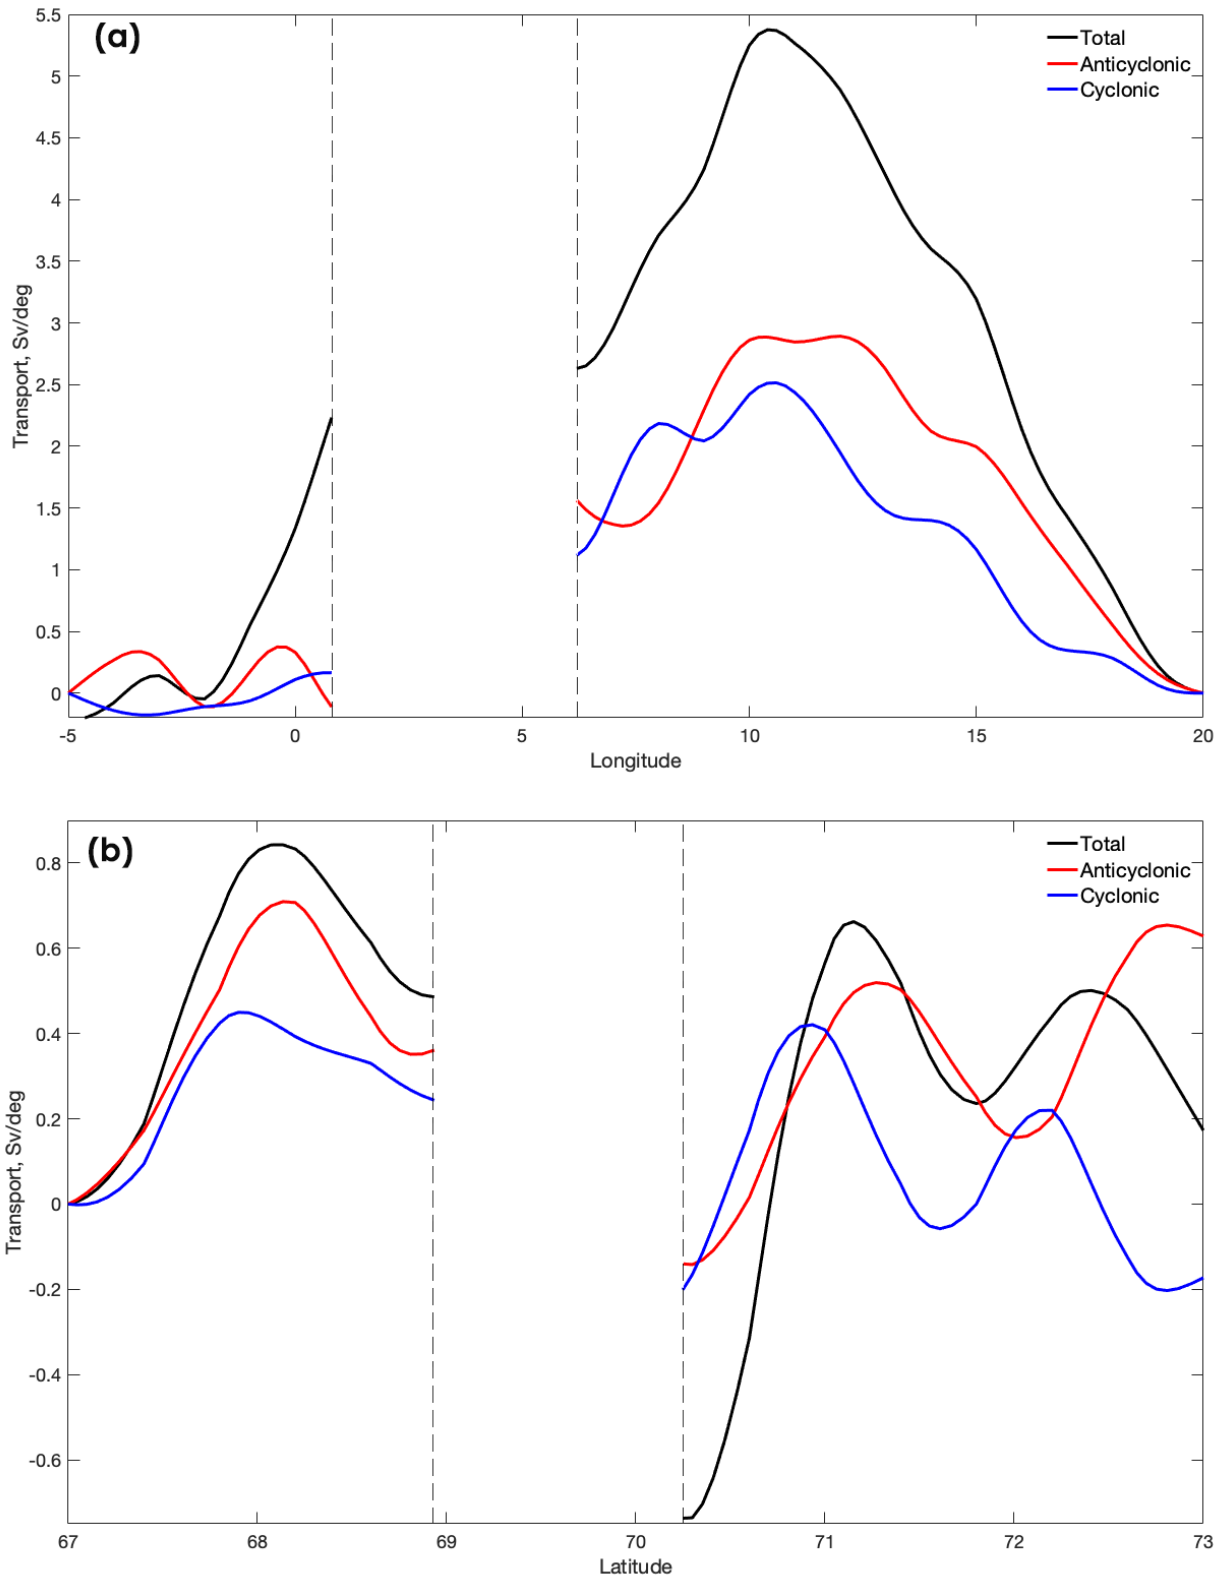 (a)
Total
Anticyclonic
Cyclonic
5.5
5
4.5
4
3.5
3
2.5
2
1.5
1
0.5
0
Transport, Sv/deg
-5 0 5 10 15 20
Longitude
(b)
Total
Anticyclonic
Cyclonic
0.8
0.6
0.4
0.2
0
-0.2
-0.4
-0.6
Transport, Sv/deg
67 68 69 70 71 72 73
Latitude